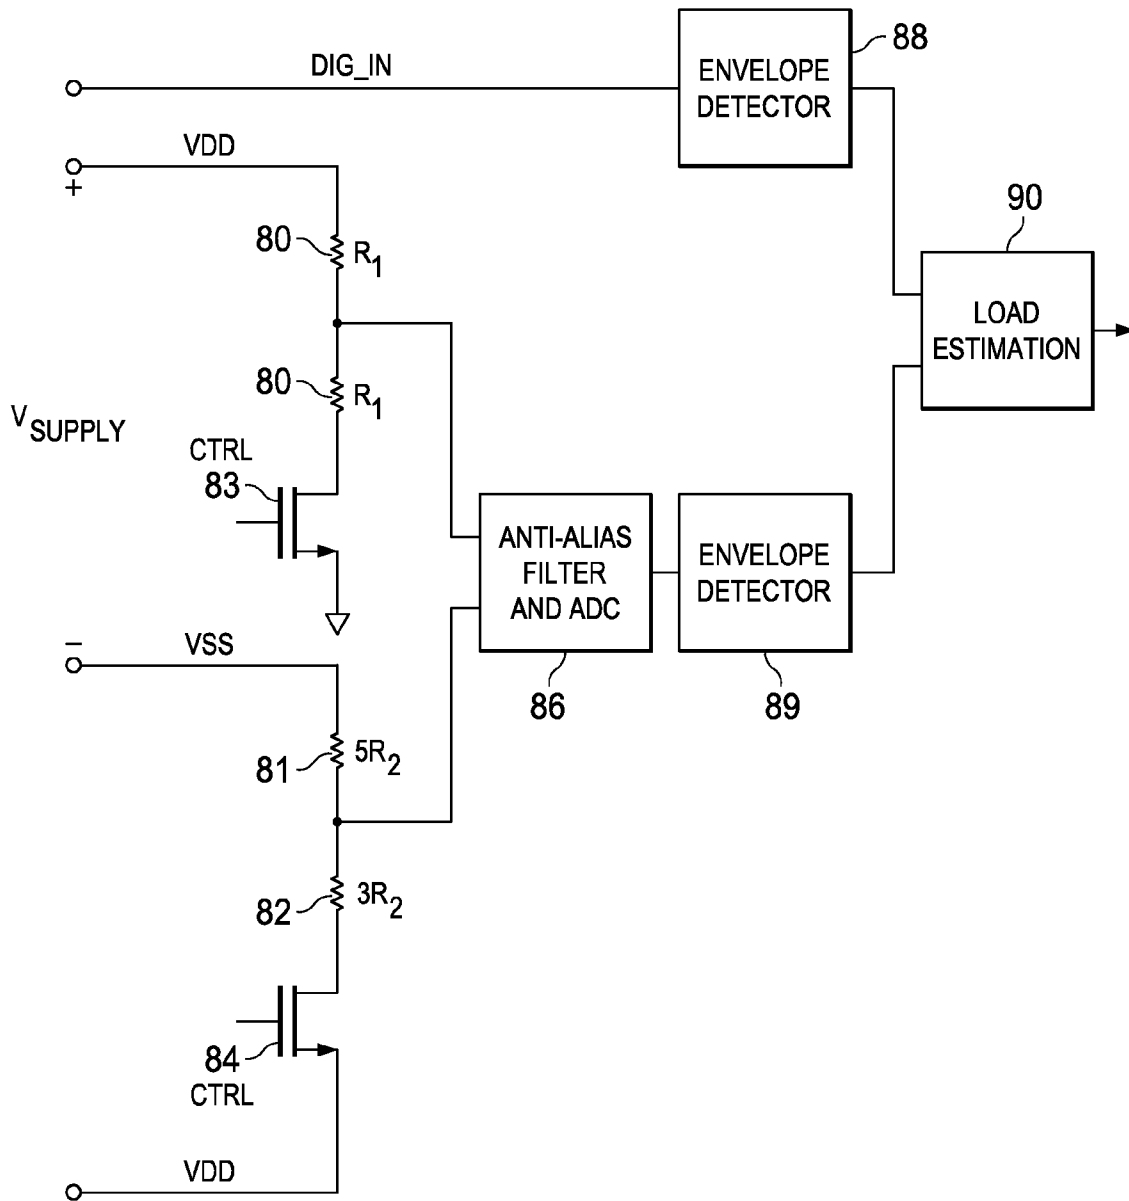 DIG_IN
ENVELOPE
DETECTOR
88
VDD
+
80
R1
90
LOAD
ESTIMATION
80
R1
VSUPPLY
CTRL
83
ANTI-ALIAS
FILTER
AND ADC
86
ENVELOPE
DETECTOR
89
–
VSS
81
5R2
82
3R2
84
CTRL
VDD